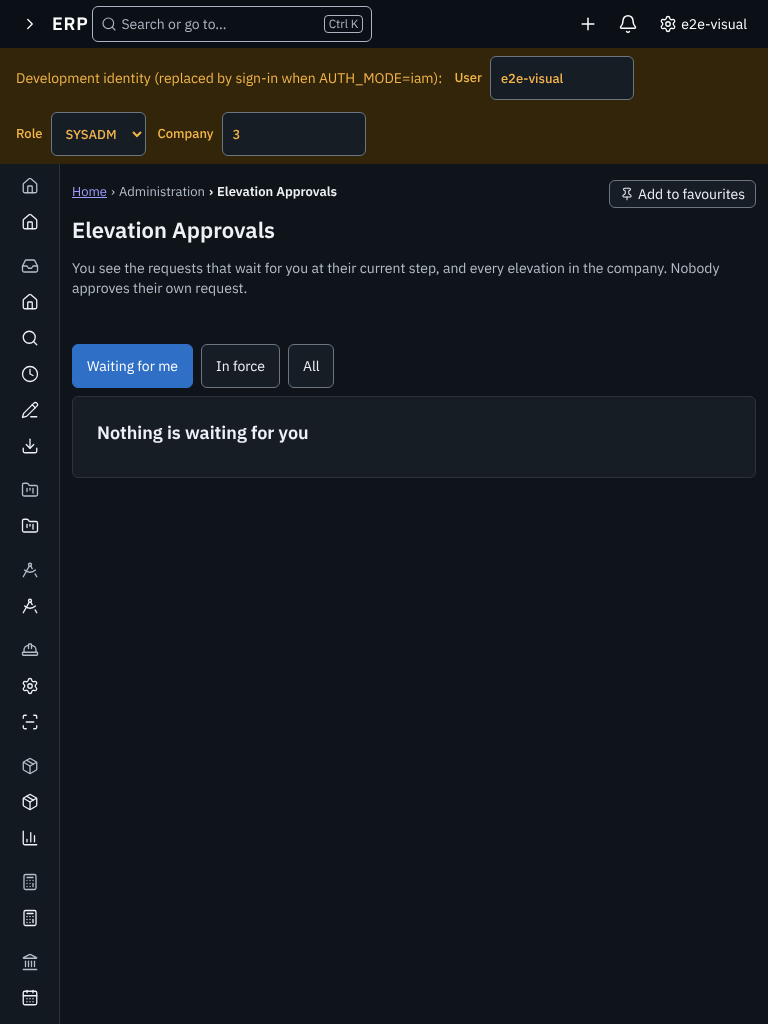 ERP
Search or go to...
Ctrl K
e2e-visual
Development identity (replaced by sign-in when AUTH_MODE=iam):
User
e2e-visual
Role
SYSADM
Company
3
Home › Administration › Elevation Approvals
Add to favourites
Elevation Approvals
You see the requests that wait for you at their current step, and every elevation in the company. Nobody
approves their own request.
Waiting for me
In force
All
Nothing is waiting for you